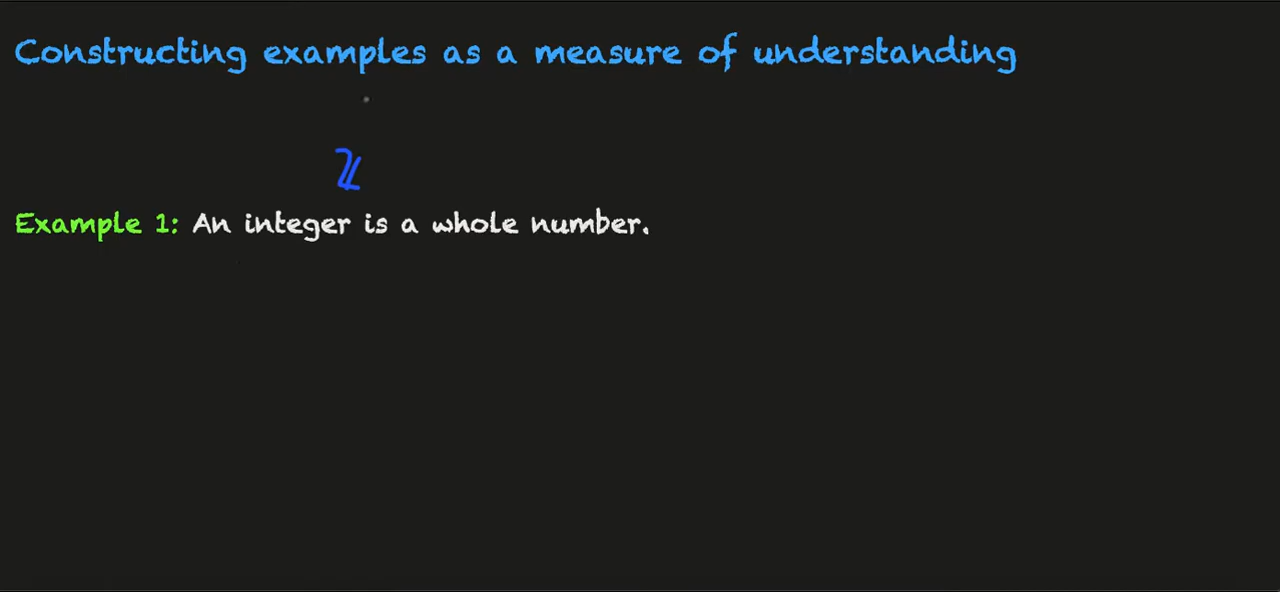 Constructing examples as a measure of understanding
ℤ
Example 1: An integer is a whole number.